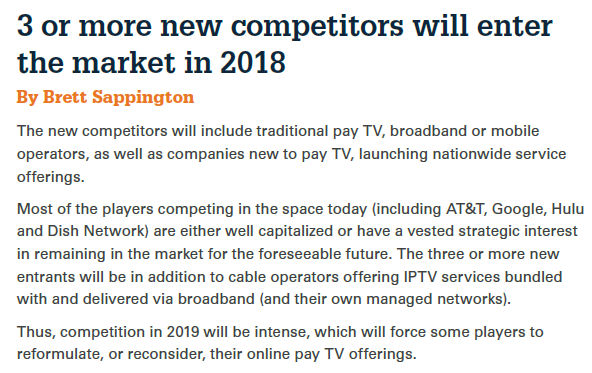 3 or more new competitors will enter
the market in 2018
By Brett Sappington
The new competitors will include traditional pay TV, broadband or mobile
operators, as well as companies new to pay TV, launching nationwide service
offerings.
Most of the players competing in the space today (including AT&T, Google, Hulu
and Dish Network) are either well capitalized or have a vested strategic interest
in remaining in the market for the foreseeable future. The three or more new
entrants will be in addition to cable operators offering IPTV services bundled
with and delivered via broadband (and their own managed networks).
Thus, competition in 2019 will be intense, which will force some players to
reformulate, or reconsider, their online pay TV offerings.